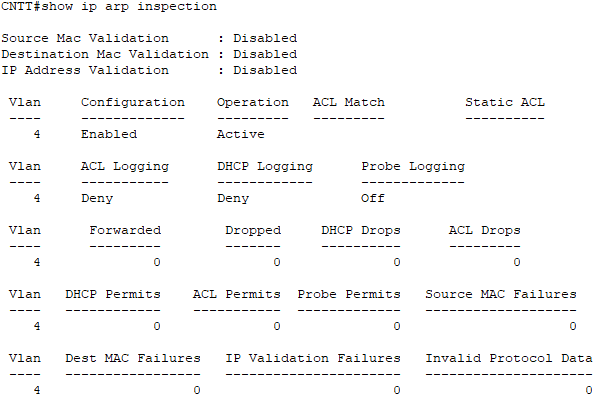 CNTT#show ip arp inspection
Source Mac Validation      : Disabled
Destination Mac Validation : Disabled
IP Address Validation      : Disabled
 Vlan     Configuration    Operation   ACL Match          Static ACL
 ----     -------------    ---------   ---------          ----------
    4     Enabled          Active
 Vlan     ACL Logging      DHCP Logging      Probe Logging
 ----     -----------      ------------      -------------
    4     Deny             Deny              Off
 Vlan      Forwarded        Dropped     DHCP Drops      ACL Drops
 ----      ---------        -------     ----------      ---------
    4              0              0              0              0
 Vlan   DHCP Permits    ACL Permits  Probe Permits   Source MAC Failures
 ----   ------------    -----------  -------------   -------------------
    4              0              0              0                     0
 Vlan   Dest MAC Failures   IP Validation Failures   Invalid Protocol Data
 ----   -----------------   ----------------------   ---------------------
    4                   0                        0                       0